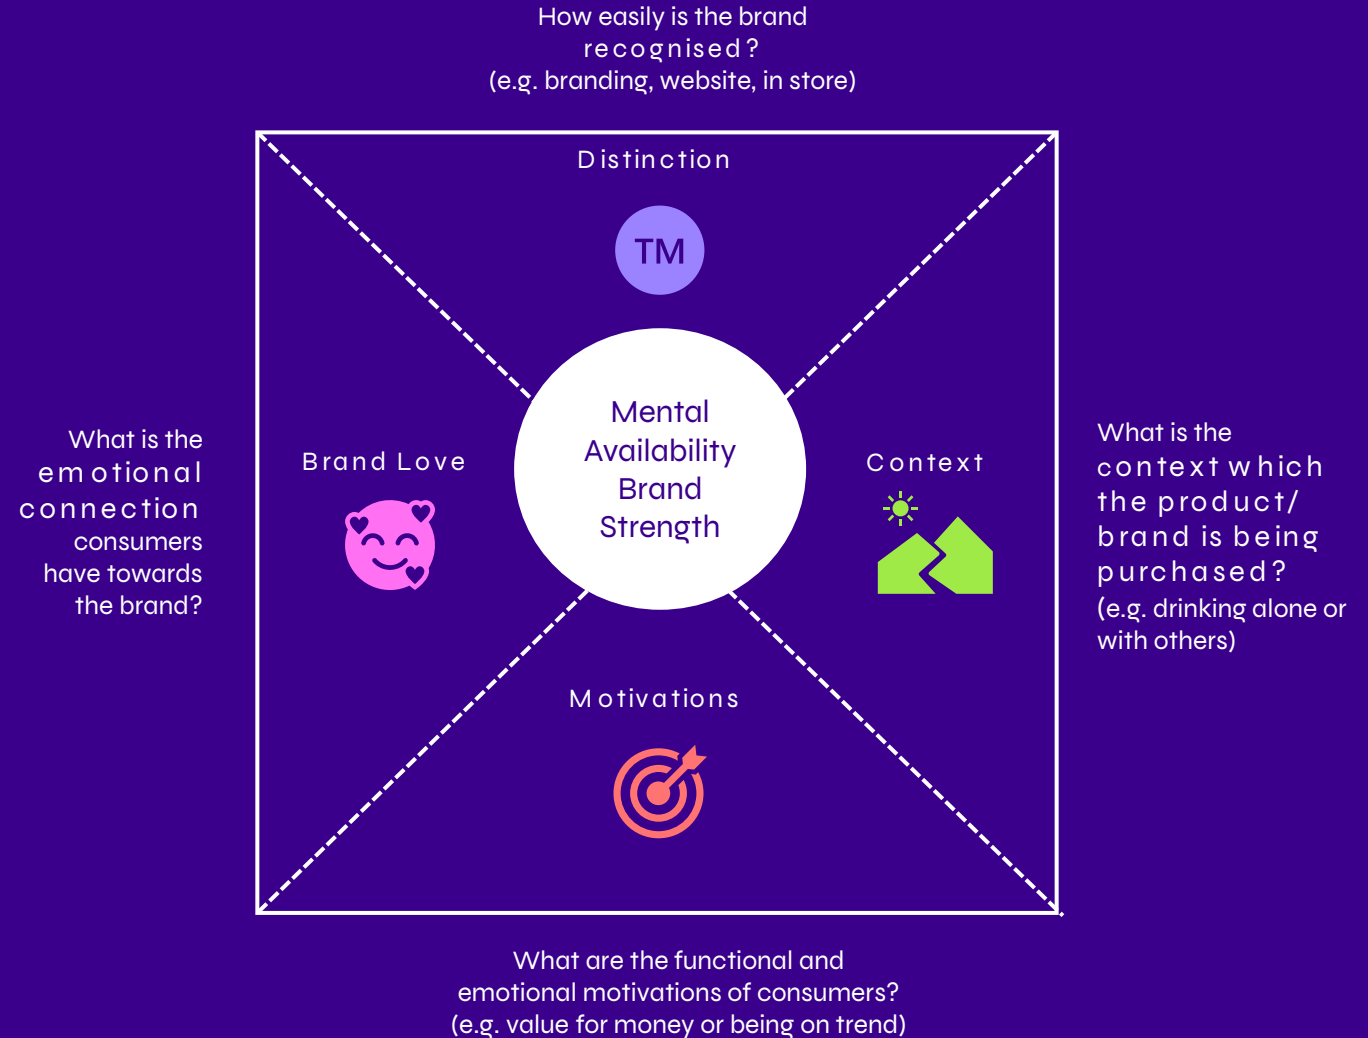 How easily is the brand
recognised?
(e.g. branding, website, in store)
Distinction
TM
Mental
Availability
Brand
Strength
What is the
emotional
connection
consumers
have towards
the brand?
Brand Love
Context
What is the
context which
the product/
brand is being
purchased?
(e.g. drinking alone or
with others)
Motivations
What are the functional and
emotional motivations of consumers?
(e.g. value for money or being on trend)